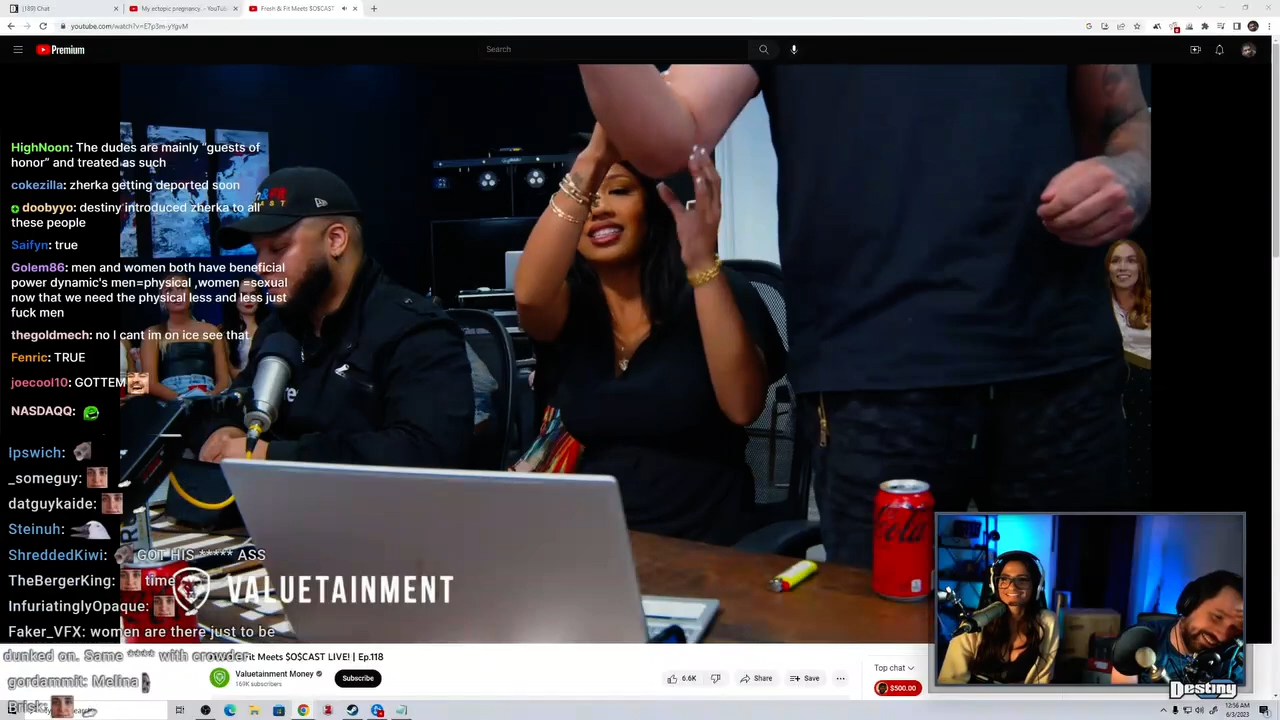 (189) Chat
My ectopic pregnancy. - YouTu
Fresh & Fit Meets $O$CAST
youtube.com/watch?v=E7p3m-yYgvM
Premium
Search
HighNoon: The dudes are mainly "guests of
honor" and treated as such
cokezilla: zherka getting deported soon
doobyyo: destiny introduced zherka to all
these people
Saifyn: true
Golem86: men and women both have beneficial
power dynamic's men=physical ,women =sexual
now that we need the physical less and less just
fuck men
thegoldmech: no I cant im on ice see that.
Fenric: TRUE
joecool10: GOTTEM
NASDAQQ:
Ipswich:
_someguy:
datguykaide:
Steinuh:
ShreddedKiwi: GOT HIS ***** ASS
TheBergerKing: time
InfuriatinglyOpaque:
Faker_VFX: women are there just to be
dunked on. Same **** with crowder
gordammit: Melina
Brisk:
VALUETAINMENT
it Meets $O$CAST LIVE! | Ep.118
Valuetainment Money
169K subscribers
Subscribe
6.6K
Share
Save
Top chat
$500.00
Destiny
12:56 AM
6/3/2023